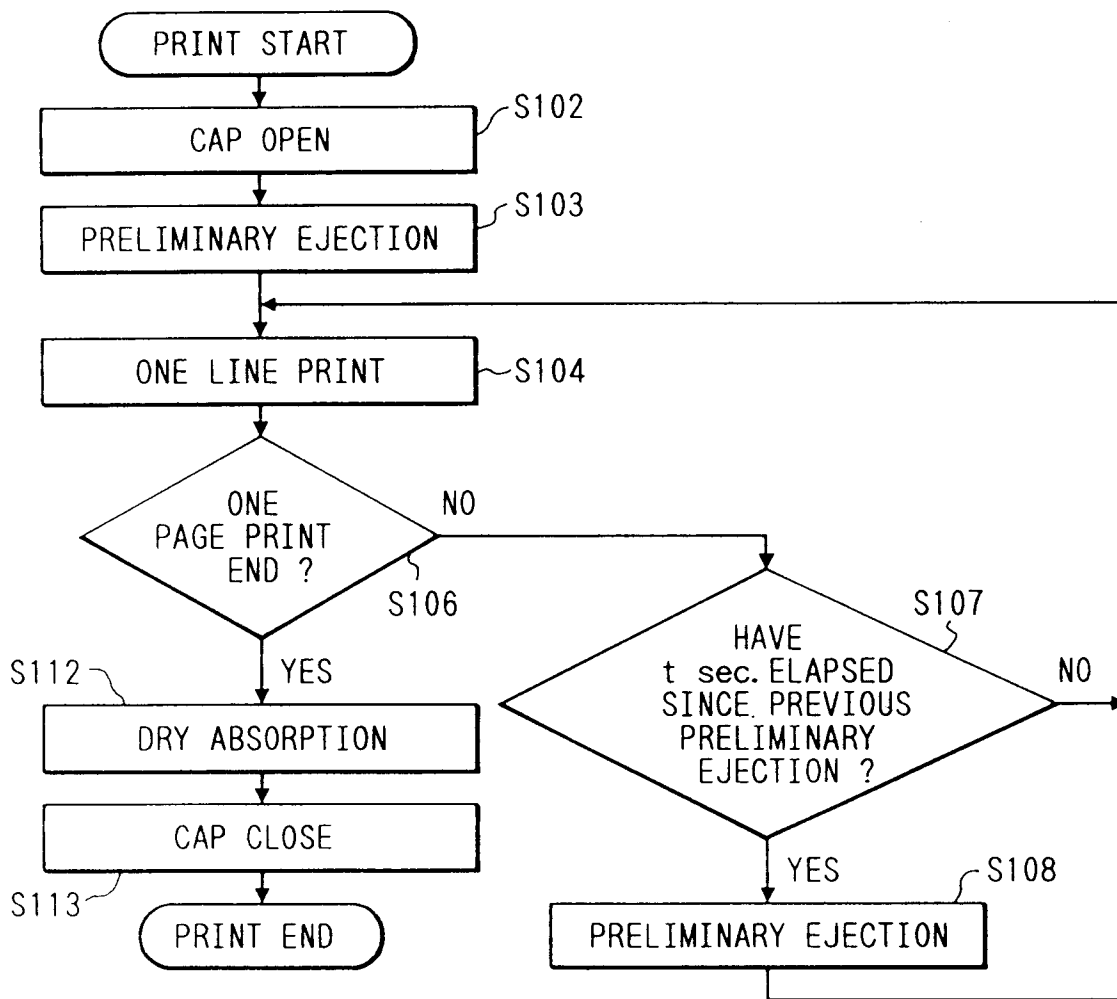 PRINT START
S102
CAP OPEN
S103
PRELIMINARY EJECTION
ONE LINE PRINT
S104
ONE
PAGE PRINT
END ?
NO
S106
YES
S107
HAVE
t sec. ELAPSED
SINCE PREVIOUS
PRELIMINARY
EJECTION ?
NO
YES
S108
PRELIMINARY EJECTION
S112
DRY ABSORPTION
CAP CLOSE
S113
PRINT END